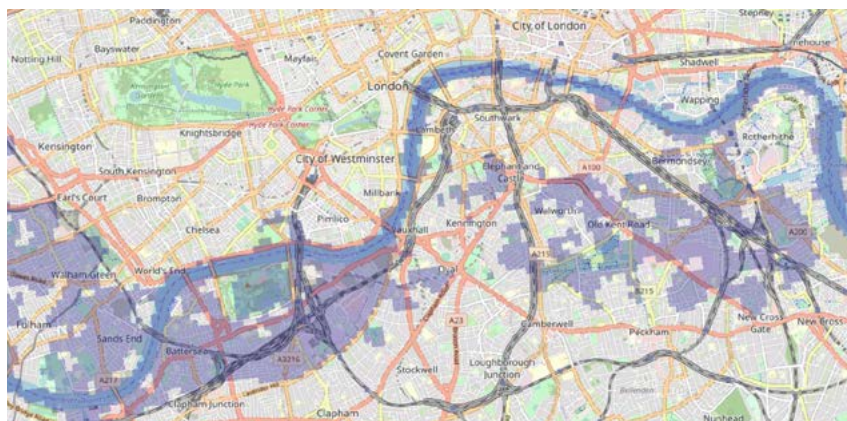 Paddington
Stepney
City of London
Bayswater
Notting Hill
Mayfair
Covent Garden
Shadwell
Kensington
Gardens
Hyde Park
London
Wapping
Hyde Park Corner
Southwark
Lambeth
Knightsbridge
Rotherhithe
Kensington
City of Westminster
Bermondsey
South Kensington
Elephant and
Castle
A100
Earl's Court
Brompton
Millbank
Pimlico
Kennington
Walworth
Old Kent Road
Chelsea
Vauxhall
A200
Walham Green
World's End
Oval
A215
B215
Fulham
Sands End
A23
Camberwell
Peckham
New Cross
Gate
New Cross
Battersea
A3216
Loughborough
Junction
Stockwell
A217
Clapham Junction
Clapham
Nunhead